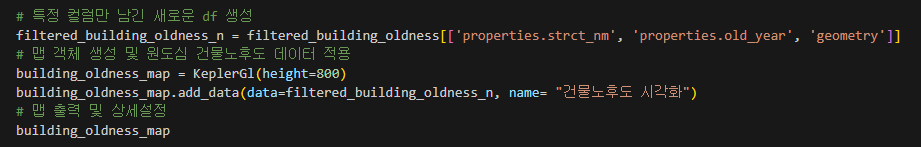 # 특정 컬럼만 남긴 새로운 df 생성
filtered_building_oldness_n = filtered_building_oldness[['properties.strct_nm', 'properties.old_year', 'geometry']]
# 맵 객체 생성 및 원도심 건물노후도 데이터 적용
building_oldness_map = KeplerGl(height=800)
building_oldness_map.add_data(data=filtered_building_oldness_n, name= "건물노후도 시각화")
# 맵 출력 및 상세설정
building_oldness_map